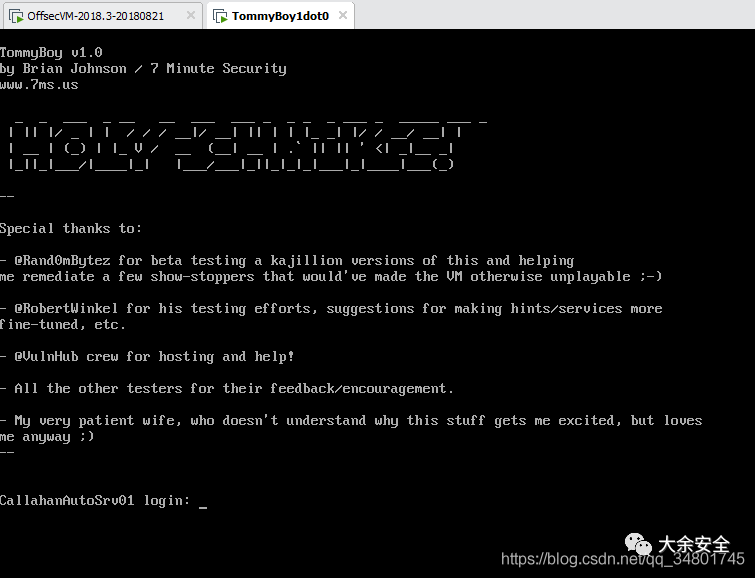 OffsecVM-2018.3-20180821
TommyBoy1dot0
TommyBoy v1.0
by Brian Johnson / 7 Minute Security
www.7ms.us
HOLY SHNIKES!
--
Special thanks to:
- @Rand0mBytez for beta testing a kajillion versions of this and helping
me remediate a few show-stoppers that would've made the VM otherwise unplayable ;-)
- @RobertWinkel for his testing efforts, suggestions for making hints/services more
fine-tuned, etc.
- @VulnHub crew for hosting and help!
- All the other testers for their feedback/encouragement.
- My very patient wife, who doesn't understand why this stuff gets me excited, but loves
me anyway ;)
--
CallahanAutoSrv01 login: _
大余安全
https://blog.csdn.net/qq_34801745